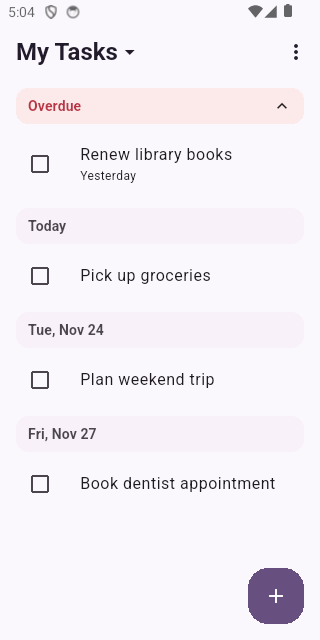 5:04
My Tasks
Overdue
Renew library books
Yesterday
Today
Pick up groceries
Tue, Nov 24
Plan weekend trip
Fri, Nov 27
Book dentist appointment